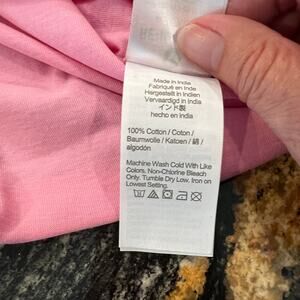 Made in India
Fabriqué en Inde
Hergestellt in Indien
Vervaardigd in India
インド製
hecho en India
100% Cotton / Coton /
Baumwolle / Katoen / 綿 /
algodón
Machine Wash Cold With Like
Colors. Non-Chlorine Bleach
Only. Tumble Dry Low. Iron on
Lowest Setting.